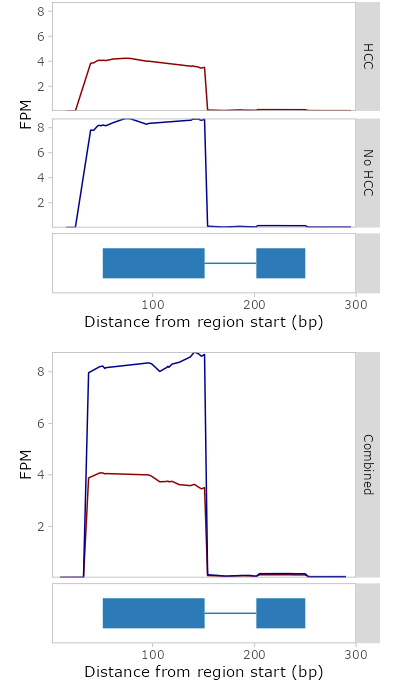 8
6
4
2
HCC
FPM
8
6
4
2
No HCC
100
200
300
Distance from region start (bp)
8
6
4
2
FPM
Combined
100
200
300
Distance from region start (bp)